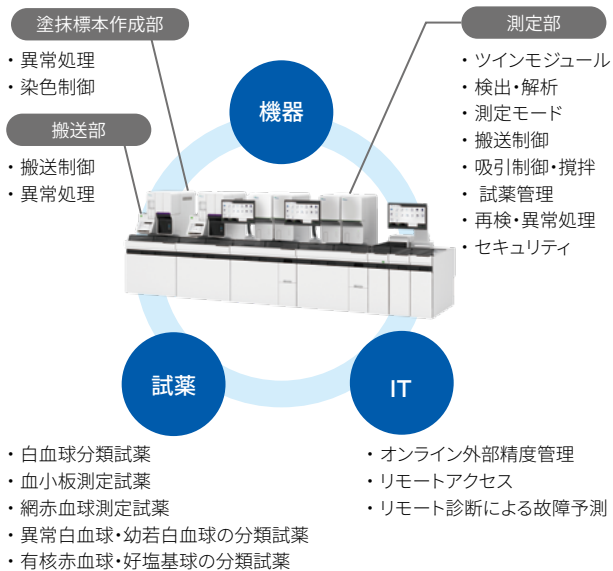 塗抹標本作成部
・異常処理
・染色制御
搬送部
・搬送制御
・異常処理
測定部
・ツインモジュール
・検出・解析
・測定モード
・搬送制御
・吸引制御・撹拌
・ 試薬管理
・再検・異常処理
・セキュリティ
機器
試薬
IT
・白血球分類試薬
・血小板測定試薬
・網赤血球測定試薬
・異常白血球・幼若白血球の分類試薬
・有核赤血球・好塩基球の分類試薬
・オンライン外部精度管理
・リモートアクセス
・リモート診断による故障予測